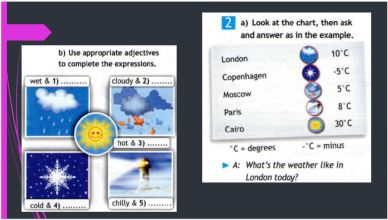 b) Use appropriate adjectives
to complete the expressions.
wet & 1) ..........
cloudy & 2) ........
hot & 3) ........
cold & 4) .........
chilly & 5) ........
2 a) Look at the chart, then ask
and answer as in the example.
London 10°C
Copenhagen -5°C
Moscow 5°C
Paris 8°C
Cairo 30°C
°C = degrees -°C = minus
A: What's the weather like in
London today?